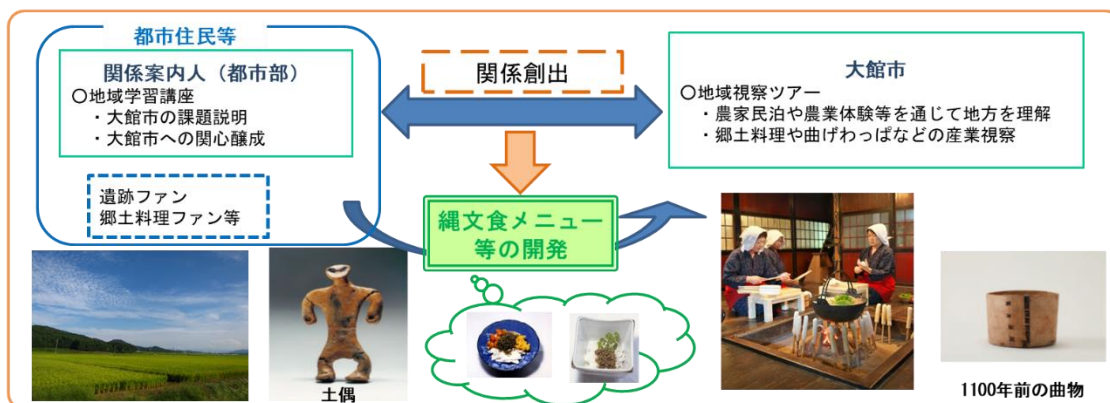 都市住民等
関係案内人（都市部）
〇地域学習講座
・大館市の課題説明
・大館市への関心醸成
遺跡ファン
郷土料理ファン等
関係創出
縄文食メニュー
等の開発
大館市
〇地域視察ツアー
・農家民泊や農業体験等を通じて地方を理解
・郷土料理や曲げわっぱなどの産業視察
土偶
1100年前の曲物